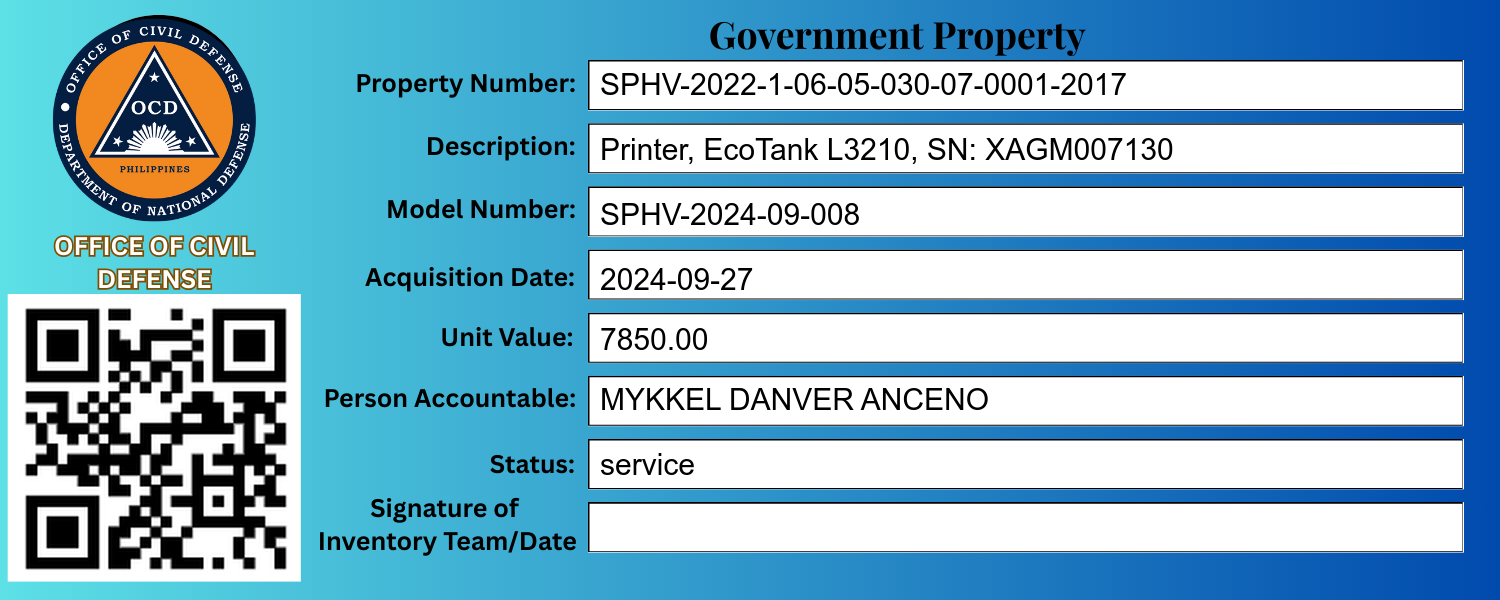 OFFICE OF CIVIL DEFENSE
OCD
PHILIPPINES
DEPARTMENT OF NATIONAL DEFENSE
OFFICE OF CIVIL
DEFENSE
Government Property
Property Number: SPHV-2022-1-06-05-030-07-0001-2017
Description: Printer, EcoTank L3210, SN: XAGM007130
Model Number: SPHV-2024-09-008
Acquisition Date: 2024-09-27
Unit Value: 7850.00
Person Accountable: MYKKEL DANVER ANCENO
Status: service
Signature of
Inventory Team/Date